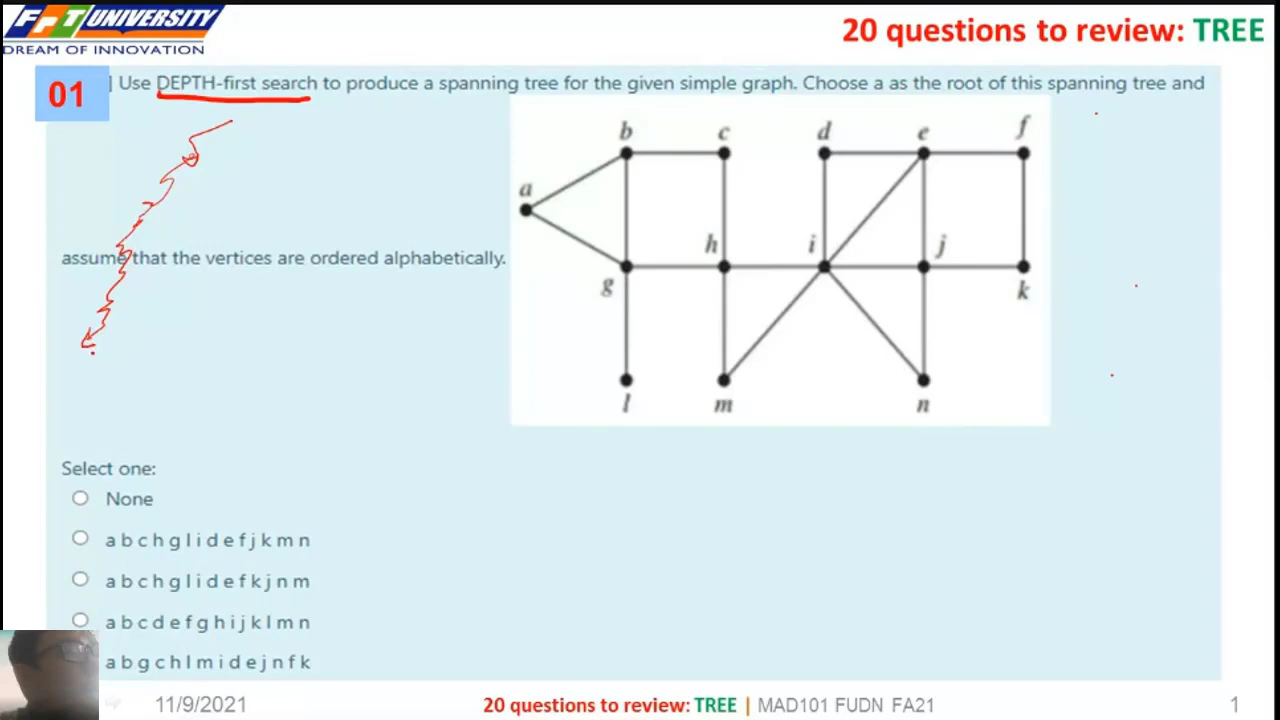 FPT UNIVERSITY
DREAM OF INNOVATION
20 questions to review: TREE
01
| Use DEPTH-first search to produce a spanning tree for the given simple graph. Choose a as the root of this spanning tree and
b c d e f
a
h i j
assume that the vertices are ordered alphabetically.
g k
l m n
Select one:
None
a b c h g l i d e f j k m n
a b c h g l i d e f k j n m
a b c d e f g h i j k l m n
a b g c h l m i d e j n f k
11/9/2021 20 questions to review: TREE | MAD101 FUDN FA21 1